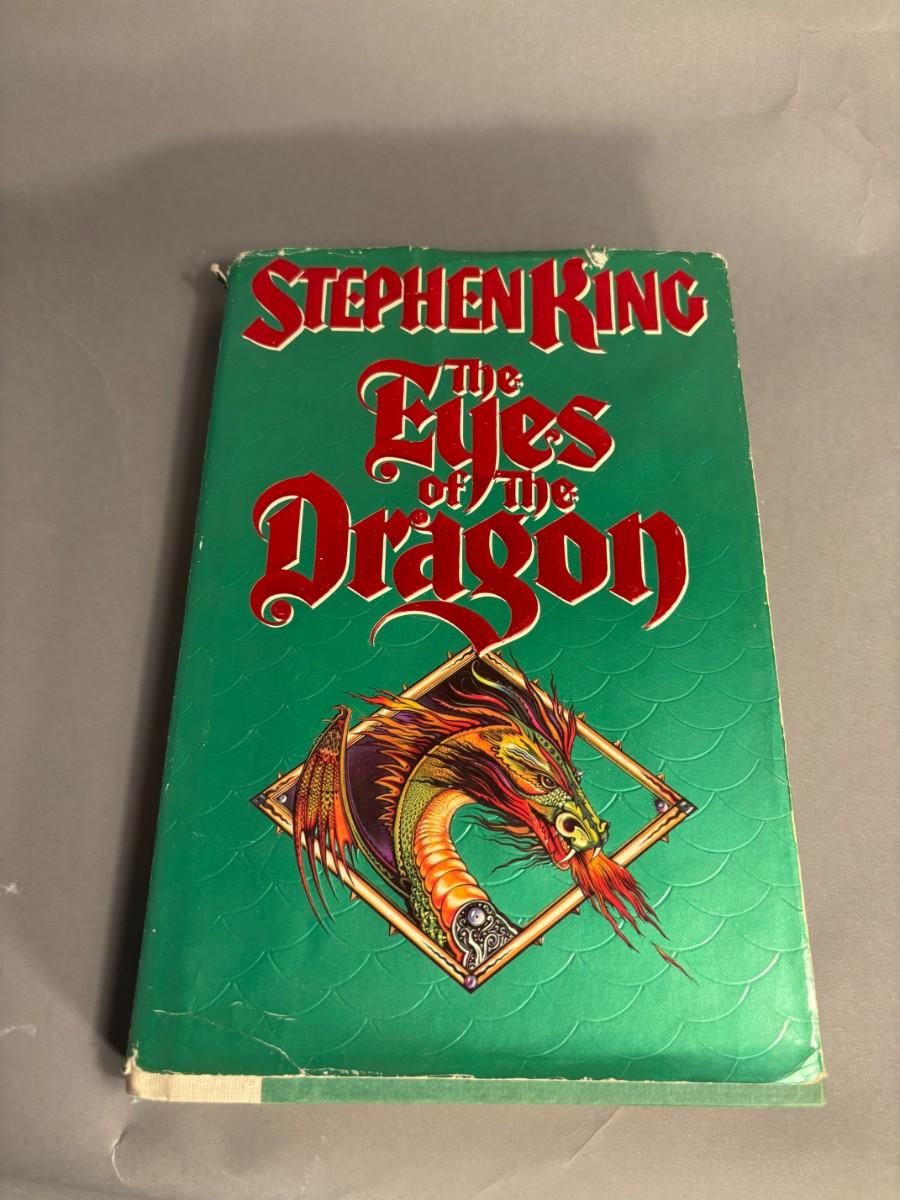 STEPHEN KING
The
Eyes
of The
Dragon